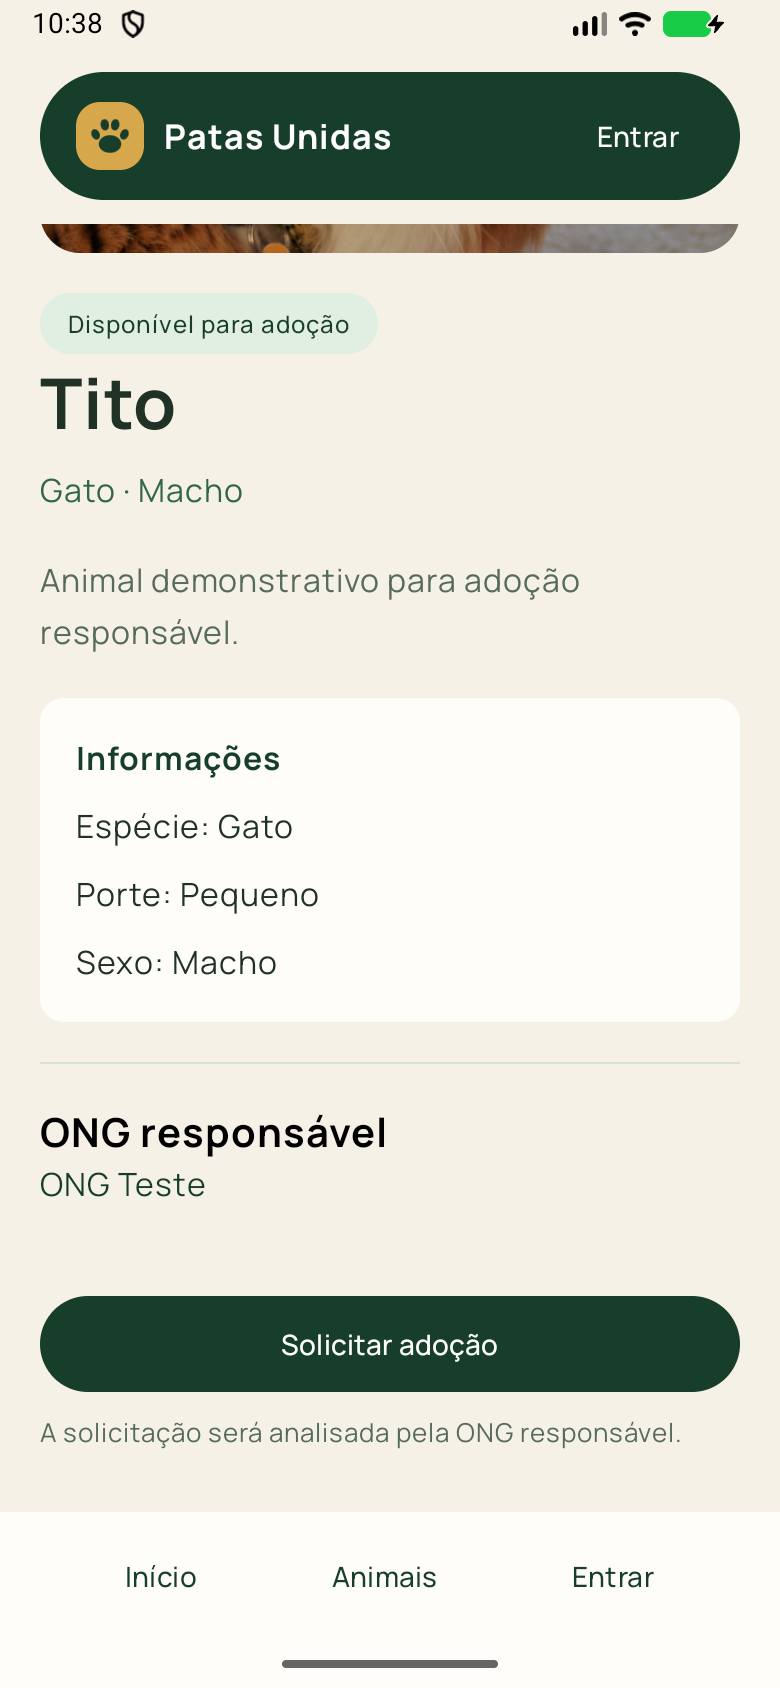 10:38
Patas Unidas
Entrar
Disponível para adoção
Tito
Gato · Macho
Animal demonstrativo para adoção
responsável.
Informações
Espécie: Gato
Porte: Pequeno
Sexo: Macho
ONG responsável
ONG Teste
Solicitar adoção
A solicitação será analisada pela ONG responsável.
Início
Animais
Entrar